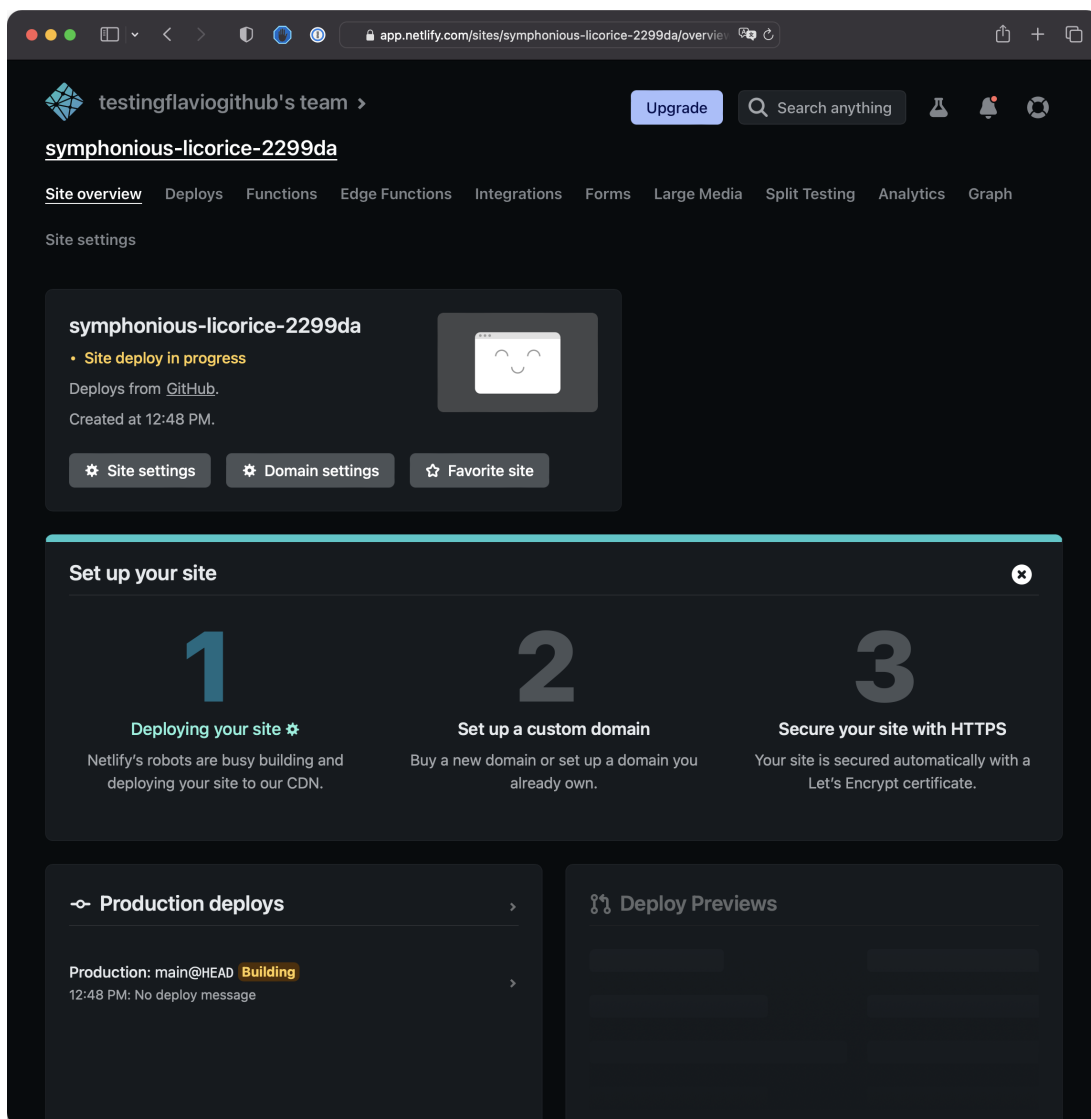 app.netlify.com/sites/symphonious-licorice-2299da/overview
testingflaviogithub's team
Upgrade
Search anything
symphonious-licorice-2299da
Site overview Deploys Functions Edge Functions Integrations Forms Large Media Split Testing Analytics Graph
Site settings
symphonious-licorice-2299da
• Site deploy in progress
Deploys from GitHub.
Created at 12:48 PM.
Site settings Domain settings Favorite site
Set up your site
1
Deploying your site
Netlify's robots are busy building and
deploying your site to our CDN.
2
Set up a custom domain
Buy a new domain or set up a domain you
already own.
3
Secure your site with HTTPS
Your site is secured automatically with a
Let's Encrypt certificate.
Production deploys
Production: main@HEAD Building
12:48 PM: No deploy message
Deploy Previews